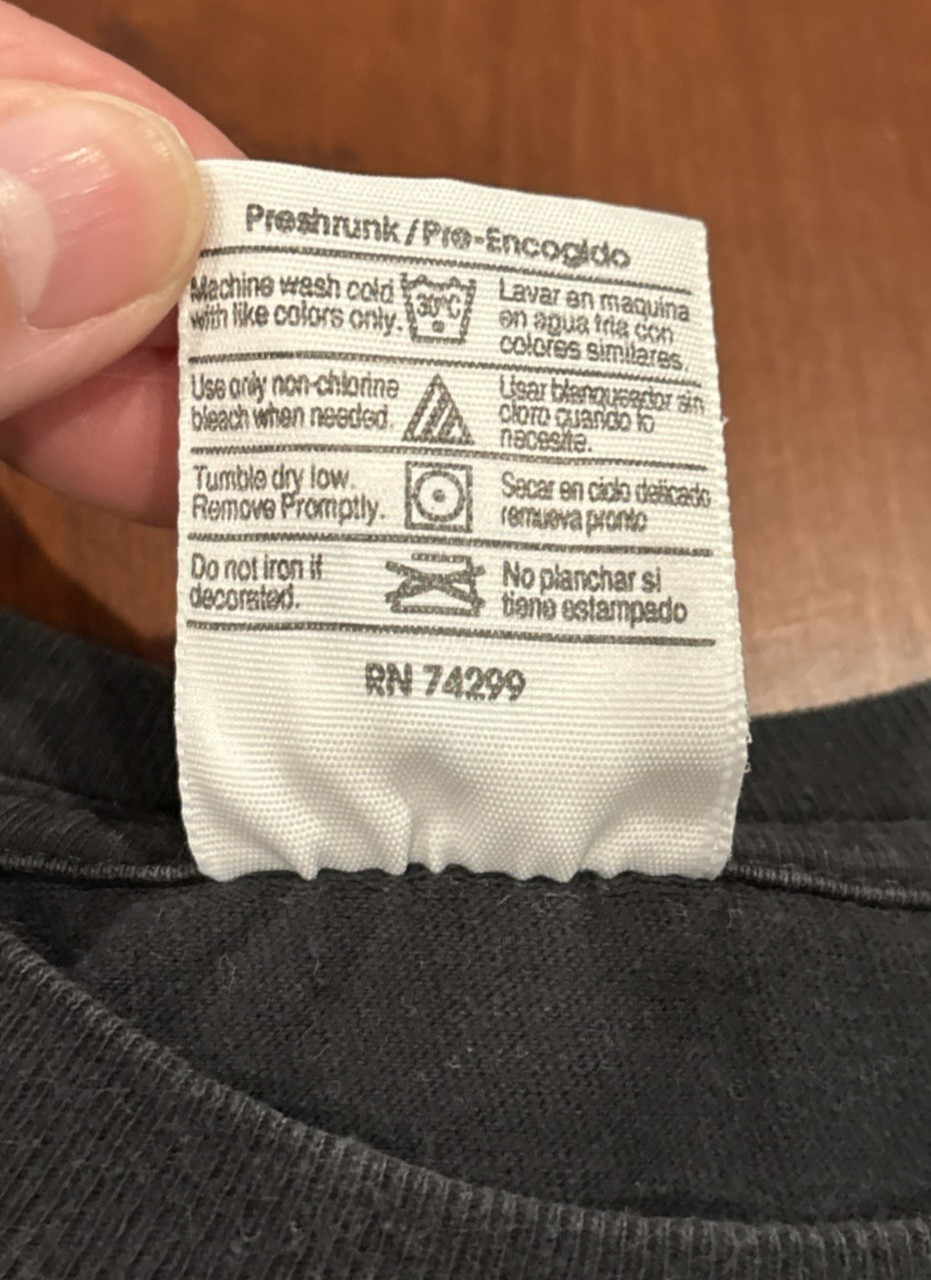 Preshrunk / Pre-Encogido
Machine wash cold
with like colors only.
30°C
Lavar en maquina
en agua fria con
colores similares.
Use only non-chlorine
bleach when needed.
Usar blanqueador sin
cloro cuando lo
necesite.
Tumble dry low.
Remove Promptly.
Secar en ciclo delicado
remueva pronto
Do not iron if
decorated.
No planchar si
tiene estampado
RN 74299